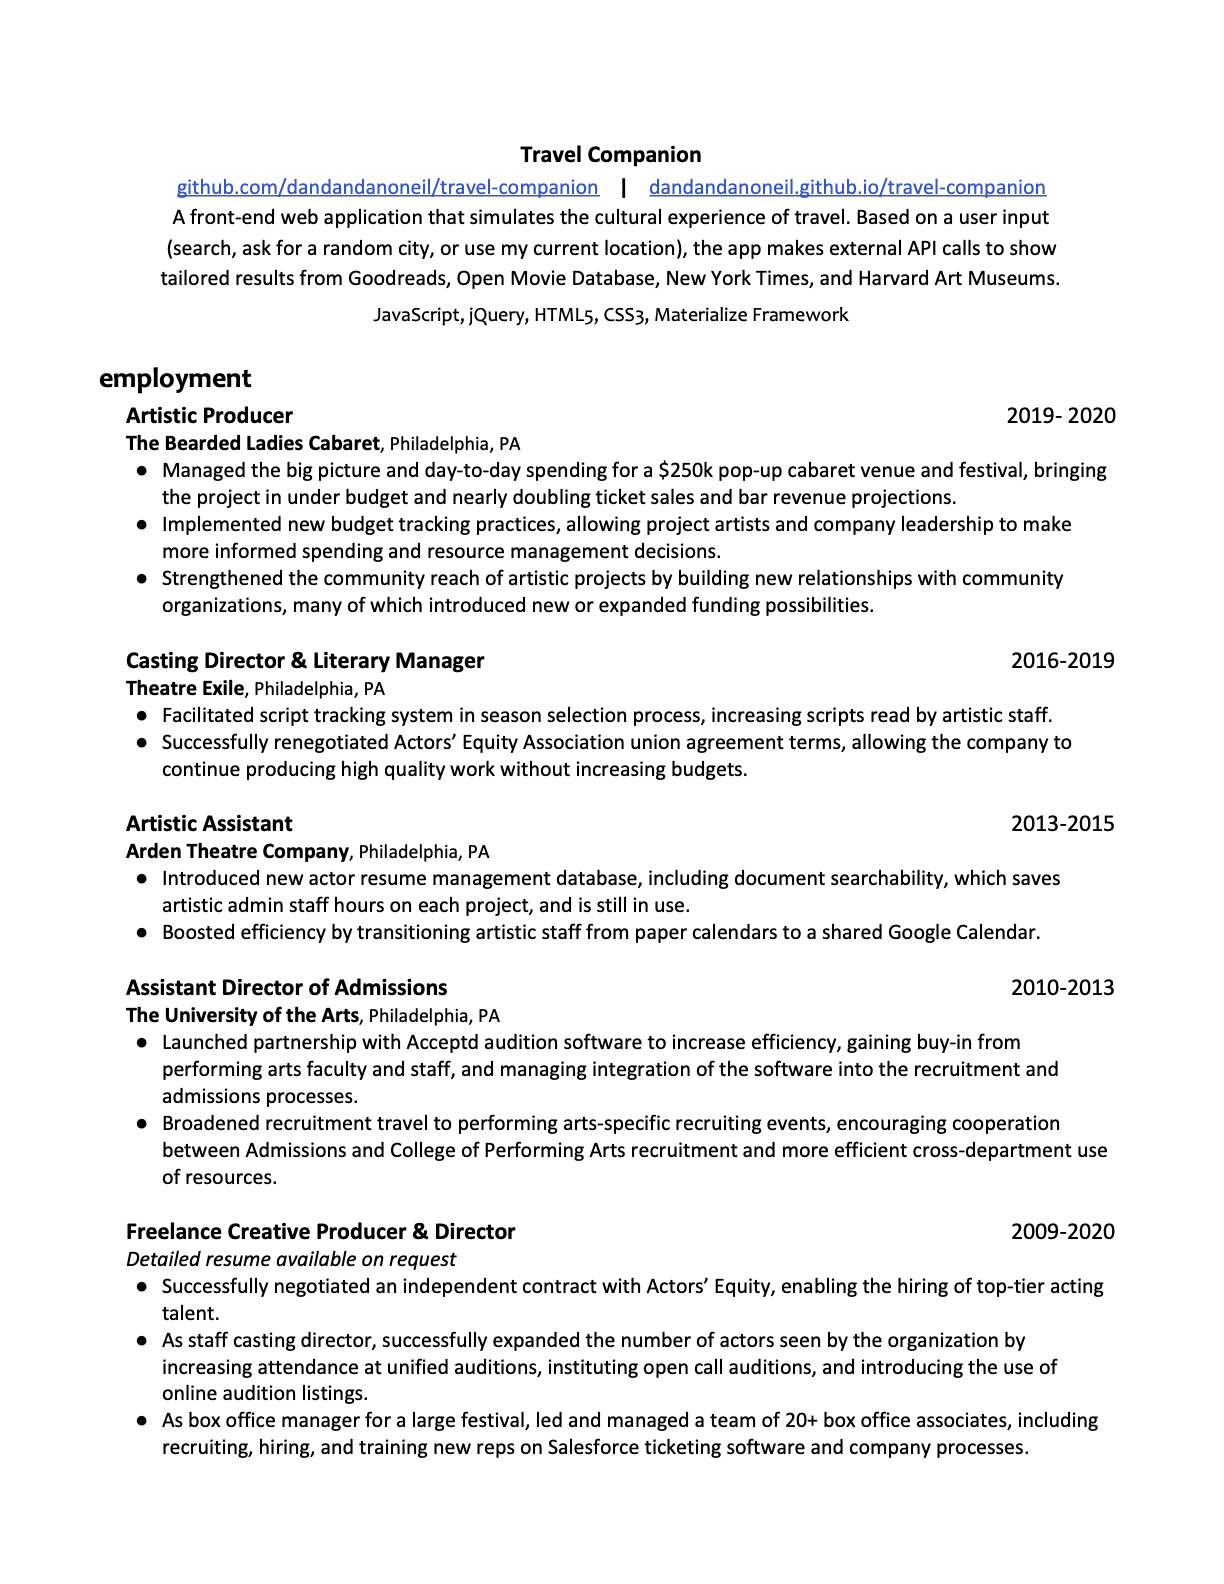 Travel Companion
github.com/dandandanoneil/travel-companion | dandandanoneil.github.io/travel-companion
A front-end web application that simulates the cultural experience of travel. Based on a user input
(search, ask for a random city, or use my current location), the app makes external API calls to show
tailored results from Goodreads, Open Movie Database, New York Times, and Harvard Art Museums.
JavaScript, jQuery, HTML5, CSS3, Materialize Framework
employment
Artistic Producer 2019- 2020
The Bearded Ladies Cabaret, Philadelphia, PA
● Managed the big picture and day-to-day spending for a $250k pop-up cabaret venue and festival, bringing
the project in under budget and nearly doubling ticket sales and bar revenue projections.
● Implemented new budget tracking practices, allowing project artists and company leadership to make
more informed spending and resource management decisions.
● Strengthened the community reach of artistic projects by building new relationships with community
organizations, many of which introduced new or expanded funding possibilities.
Casting Director & Literary Manager 2016-2019
Theatre Exile, Philadelphia, PA
● Facilitated script tracking system in season selection process, increasing scripts read by artistic staff.
● Successfully renegotiated Actors’ Equity Association union agreement terms, allowing the company to
continue producing high quality work without increasing budgets.
Artistic Assistant 2013-2015
Arden Theatre Company, Philadelphia, PA
● Introduced new actor resume management database, including document searchability, which saves
artistic admin staff hours on each project, and is still in use.
● Boosted efficiency by transitioning artistic staff from paper calendars to a shared Google Calendar.
Assistant Director of Admissions 2010-2013
The University of the Arts, Philadelphia, PA
● Launched partnership with Acceptd audition software to increase efficiency, gaining buy-in from
performing arts faculty and staff, and managing integration of the software into the recruitment and
admissions processes.
● Broadened recruitment travel to performing arts-specific recruiting events, encouraging cooperation
between Admissions and College of Performing Arts recruitment and more efficient cross-department use
of resources.
Freelance Creative Producer & Director 2009-2020
Detailed resume available on request
● Successfully negotiated an independent contract with Actors’ Equity, enabling the hiring of top-tier acting
talent.
● As staff casting director, successfully expanded the number of actors seen by the organization by
increasing attendance at unified auditions, instituting open call auditions, and introducing the use of
online audition listings.
● As box office manager for a large festival, led and managed a team of 20+ box office associates, including
recruiting, hiring, and training new reps on Salesforce ticketing software and company processes.